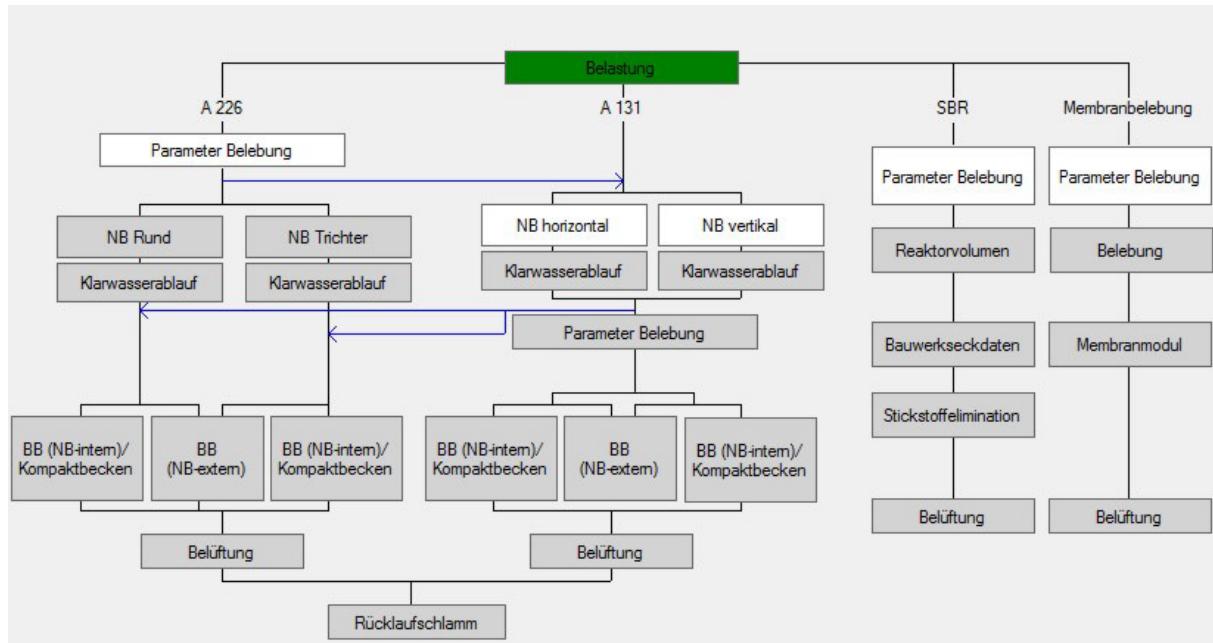 Belastung
A 226
A 131
SBR
Membranbelebung
Parameter Belebung
Parameter Belebung
Parameter Belebung
NB Rund
NB Trichter
NB horizontal
NB vertikal
Reaktorvolumen
Belebung
Klarwasserablauf
Klarwasserablauf
Klarwasserablauf
Klarwasserablauf
Parameter Belebung
Bauwerkseckdaten
Membranmodul
Stickstoffelimination
BB (NB-intern)/
Kompaktbecken
BB
(NB-extern)
BB (NB-intern)/
Kompaktbecken
BB (NB-intern)/
Kompaktbecken
BB
(NB-extern)
BB (NB-intern)/
Kompaktbecken
Belüftung
Belüftung
Belüftung
Belüftung
Rücklaufschlamm